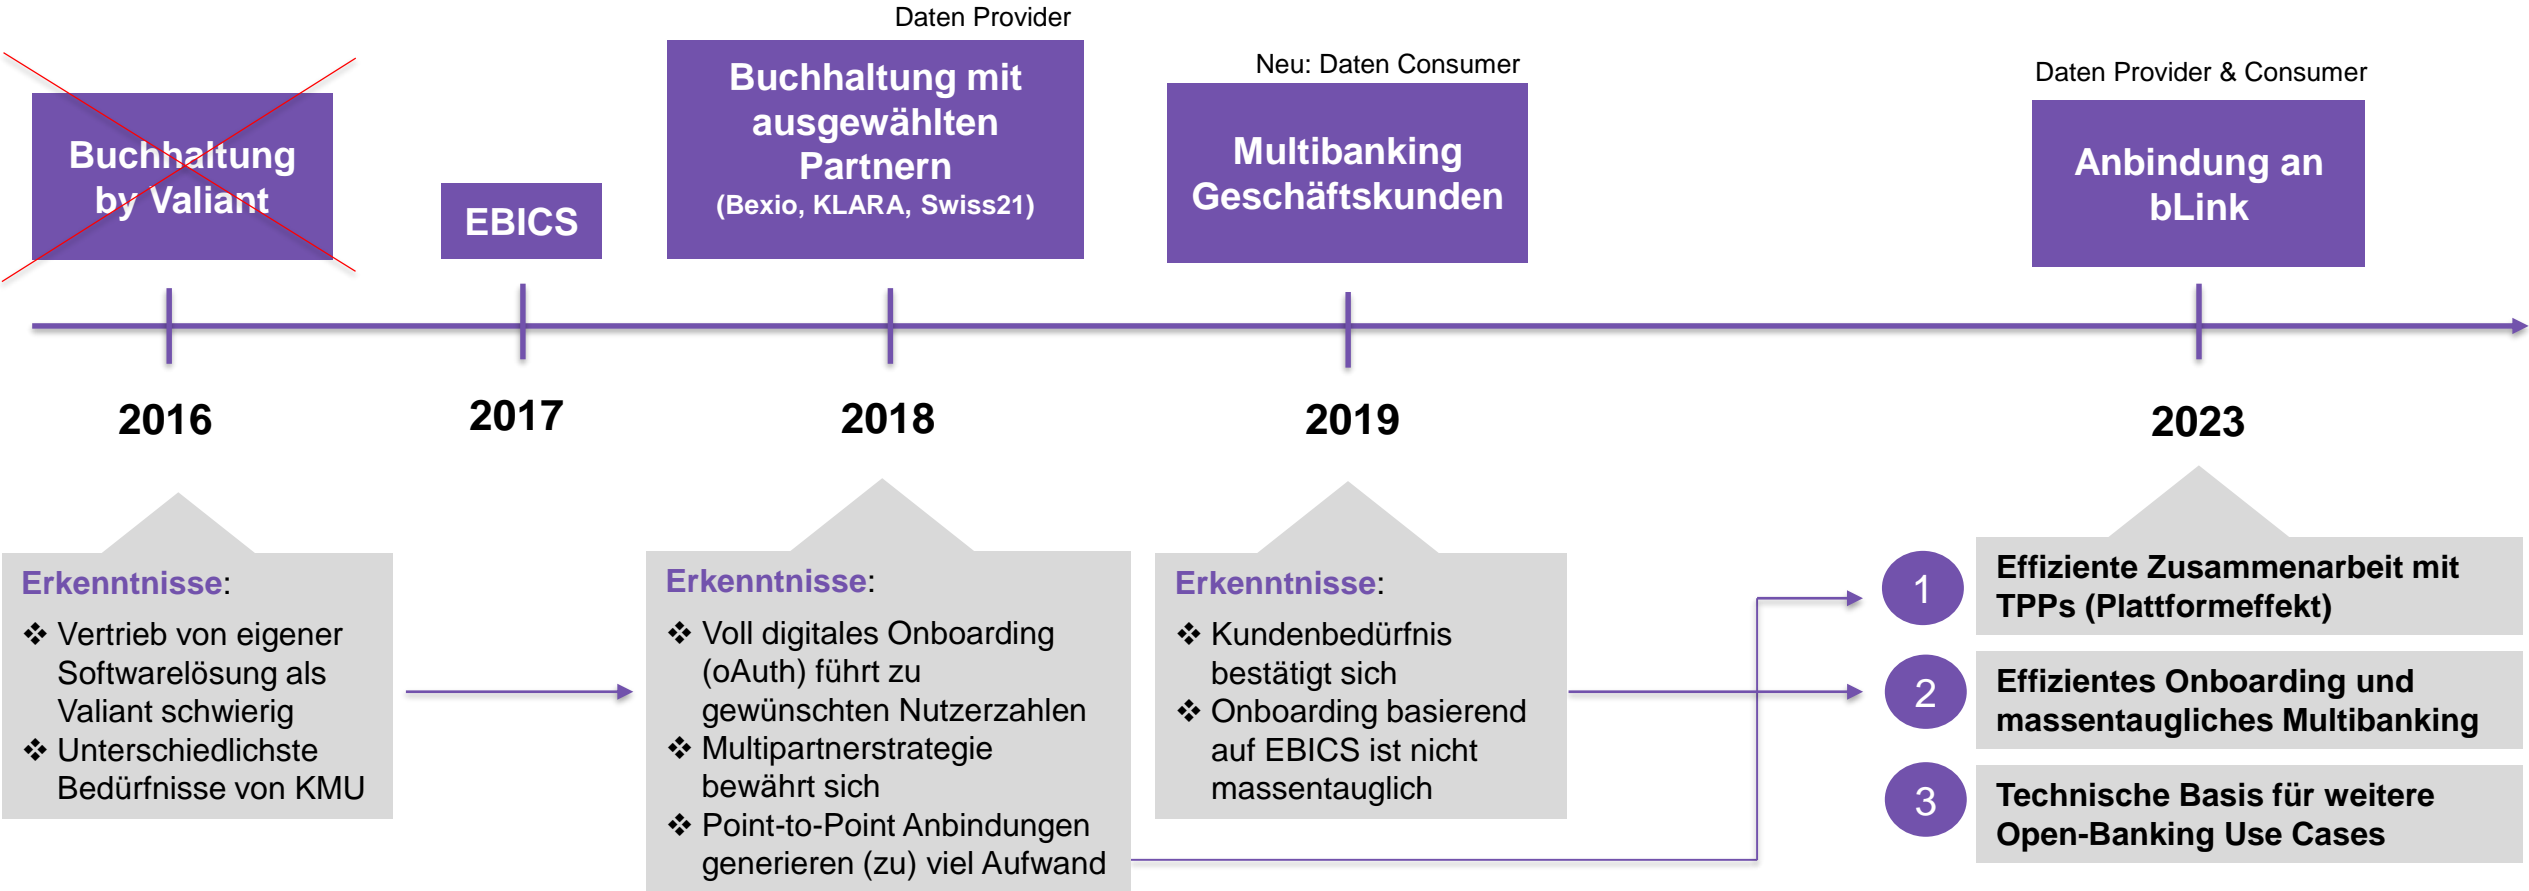 Daten Provider
Neu: Daten Consumer
Daten Provider & Consumer
Buchhaltung
by Valiant
EBICS
Buchhaltung mit
ausgewählten
Partnern
(Bexio, KLARA, Swiss21)
Multibanking
Geschäftskunden
Anbindung an
bLink
2016
2017
2018
2019
2023
Erkenntnisse:
❖ Vertrieb von eigener
Softwarelösung als
Valiant schwierig
❖ Unterschiedlichste
Bedürfnisse von KMU
Erkenntnisse:
❖ Voll digitales Onboarding
(oAuth) führt zu
gewünschten Nutzerzahlen
❖ Multipartnerstrategie
bewährt sich
❖ Point-to-Point Anbindungen
generieren (zu) viel Aufwand
Erkenntnisse:
❖ Kundenbedürfnis
bestätigt sich
❖ Onboarding basierend
auf EBICS ist nicht
massentauglich
1
Effiziente Zusammenarbeit mit
TPPs (Plattformeffekt)
2
Effizientes Onboarding und
massentaugliches Multibanking
3
Technische Basis für weitere
Open-Banking Use Cases